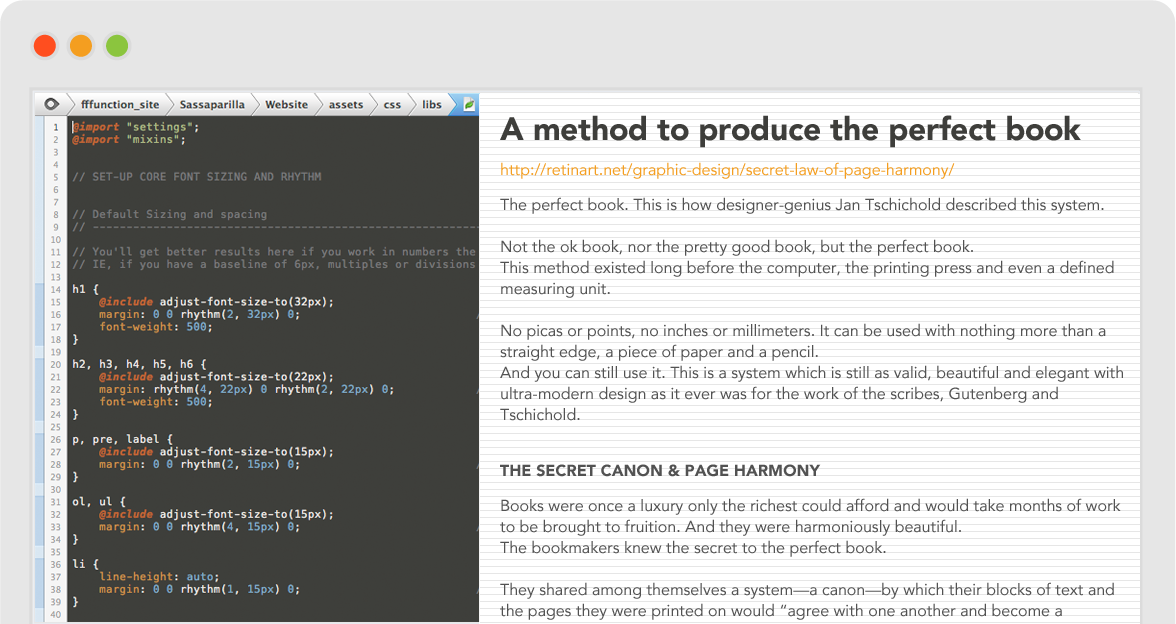 fffunction_site Sassaparilla Website assets css libs
1 @import "settings";
2 @import "mixins";
3
4
5 // SET-UP CORE FONT SIZING AND RHYTHM
6
7
8 // Default Sizing and spacing
9 // ---------------------------------------------------------
10
11 // You'll get better results here if you work in numbers the
12 // IE, if you have a baseline of 6px, multiples or divisions
13
14 h1 {
15 @include adjust-font-size-to(32px);
16 margin: 0 0 rhythm(2, 32px) 0;
17 font-weight: 500;
18 }
19
20 h2, h3, h4, h5, h6 {
21 @include adjust-font-size-to(22px);
22 margin: rhythm(4, 22px) 0 rhythm(2, 22px) 0;
23 font-weight: 500;
24 }
25
26 p, pre, label {
27 @include adjust-font-size-to(15px);
28 margin: 0 0 rhythm(2, 15px) 0;
29 }
30
31 ol, ul {
32 @include adjust-font-size-to(15px);
33 margin: 0 0 rhythm(4, 15px) 0;
34 }
35
36 li {
37 line-height: auto;
38 margin: 0 0 rhythm(1, 15px) 0;
39 }
40
A method to produce the perfect book
http://retinart.net/graphic-design/secret-law-of-page-harmony/
The perfect book. This is how designer-genius Jan Tschichold described this system.
Not the ok book, nor the pretty good book, but the perfect book.
This method existed long before the computer, the printing press and even a defined
measuring unit.
No picas or points, no inches or millimeters. It can be used with nothing more than a
straight edge, a piece of paper and a pencil.
And you can still use it. This is a system which is still as valid, beautiful and elegant with
ultra-modern design as it ever was for the work of the scribes, Gutenberg and
Tschichold.
THE SECRET CANON & PAGE HARMONY
Books were once a luxury only the richest could afford and would take months of work
to be brought to fruition. And they were harmoniously beautiful.
The bookmakers knew the secret to the perfect book.
They shared among themselves a system—a canon—by which their blocks of text and
the pages they were printed on would “agree with one another and become a